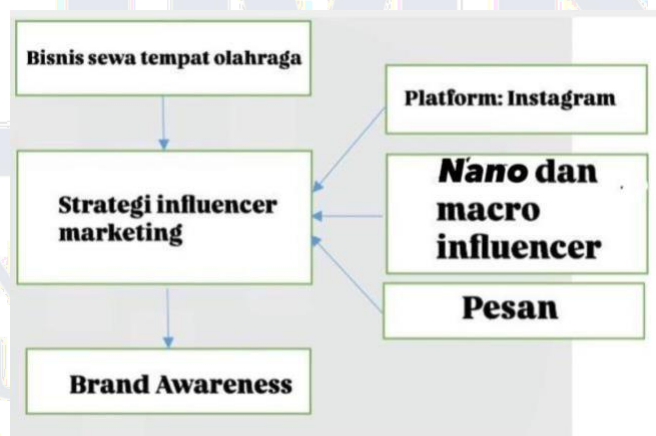 Bisnis sewa tempat olahraga
Platform: Instagram
Strategi influencer
marketing
Nano dan
macro
influencer
Pesan
Brand Awareness